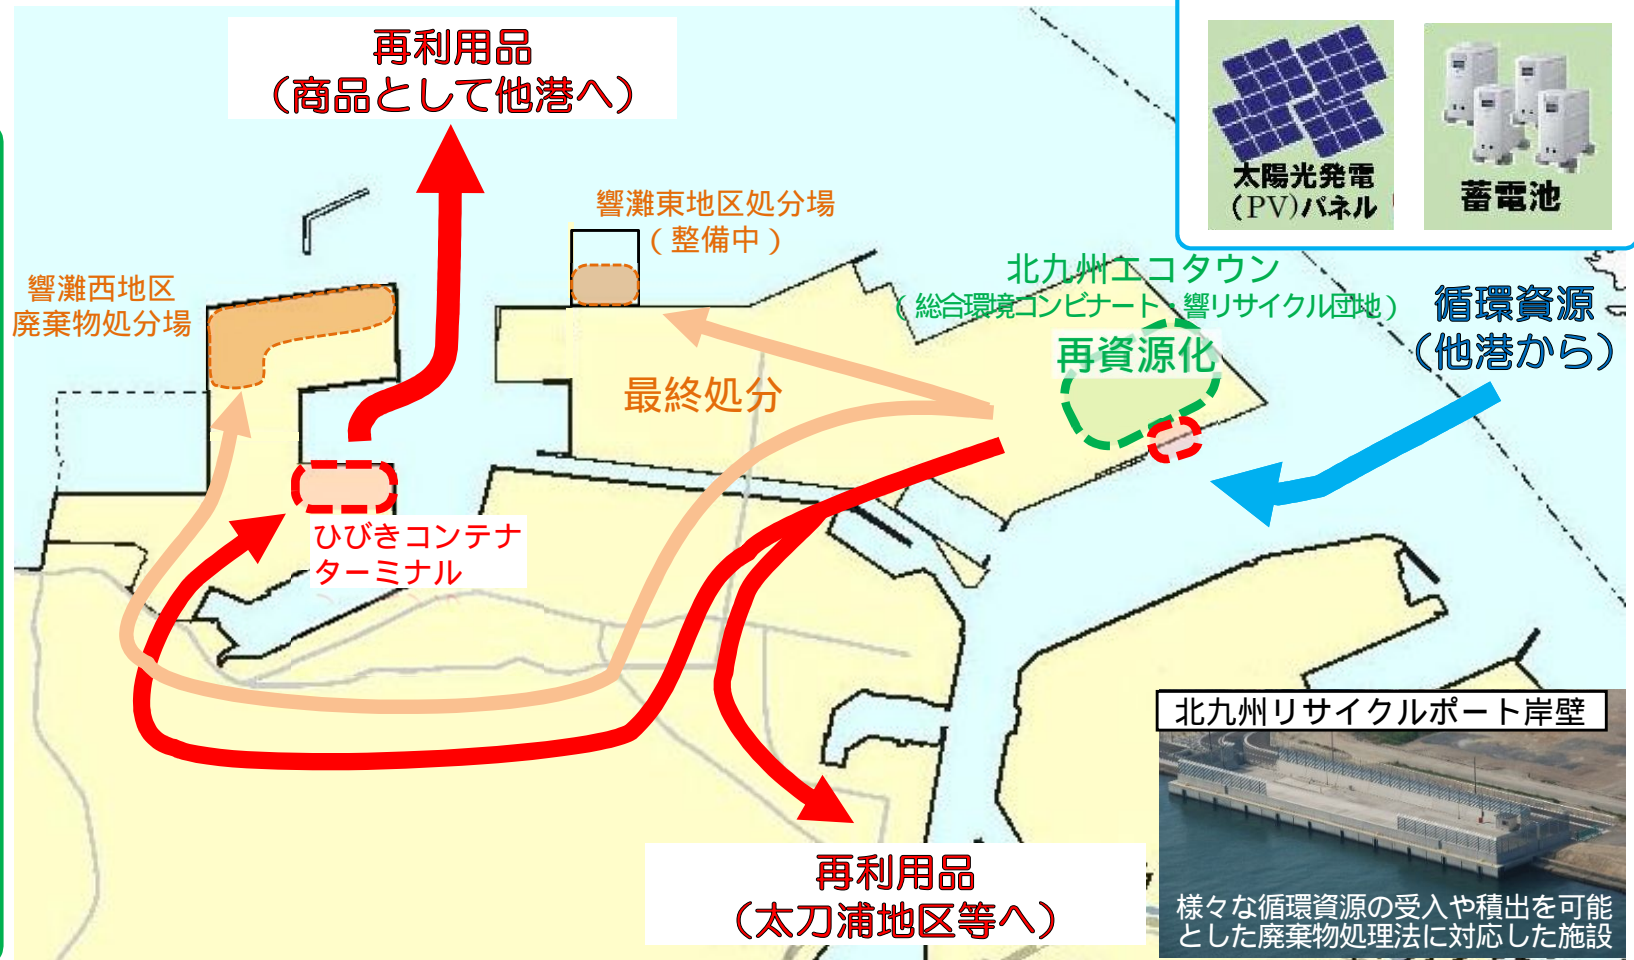 再利用品
（商品として他港へ）
太陽光発電
(PV)パネル
蓄電池
響灘東地区処分場
（整備中）
北九州エコタウン
（総合環境コンビナート・響リサイクル団地）
再資源化
循環資源
（他港から）
響灘西地区
廃棄物処分場
最終処分
ひびきコンテナ
ターミナル
北九州リサイクルポート岸壁
様々な循環資源の受入や積出を可能
とした廃棄物処理法に対応した施設
再利用品
（太刀浦地区等へ）